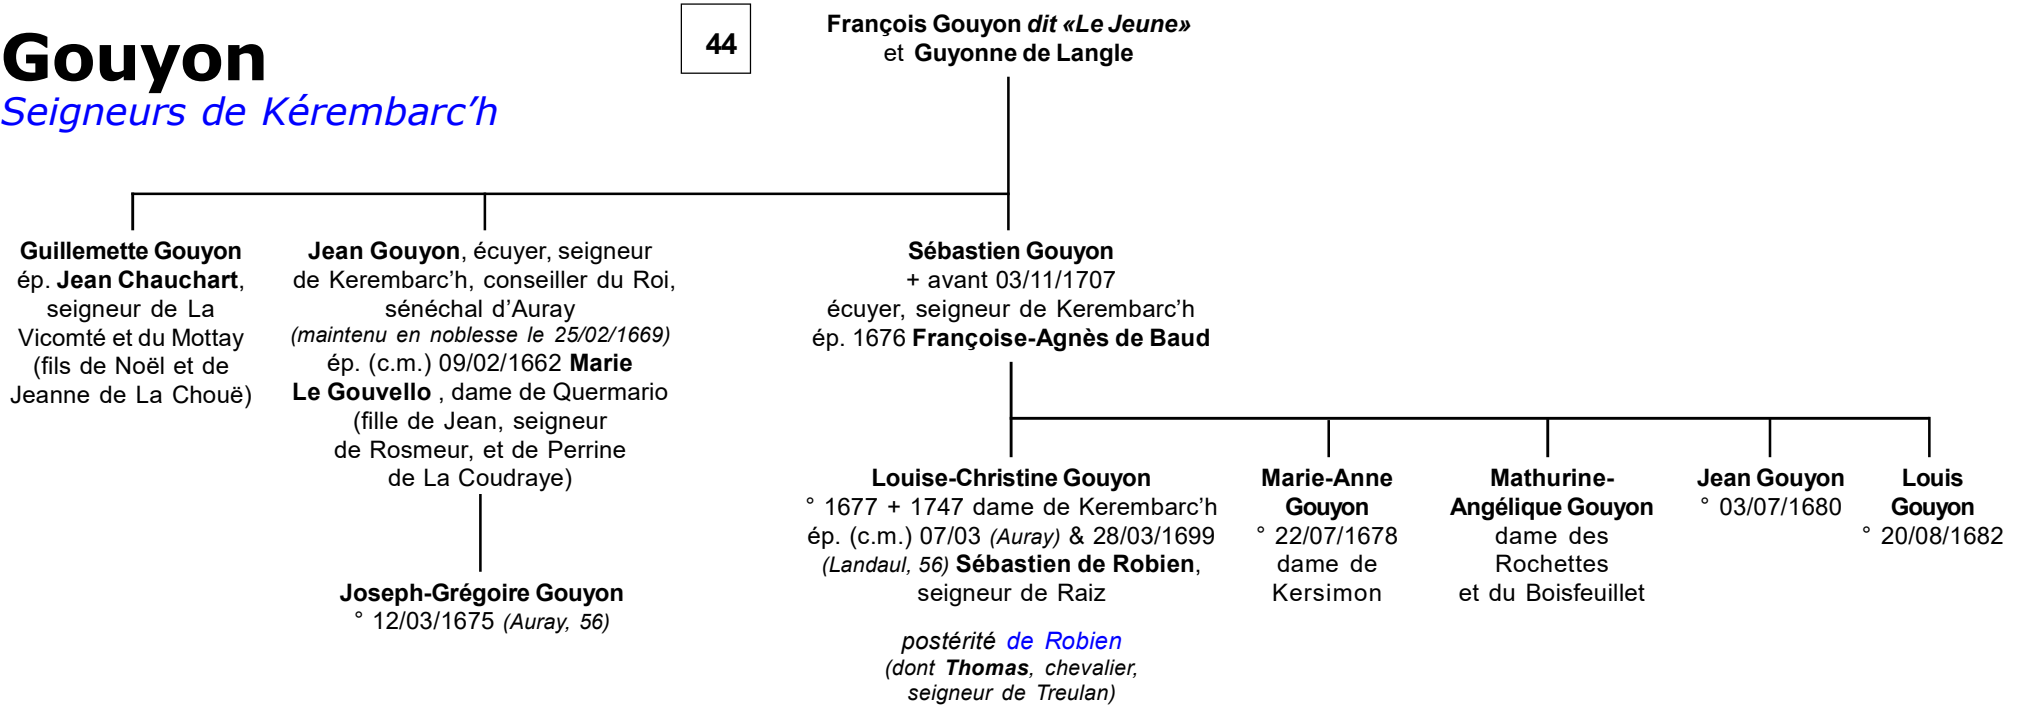 Gouyon
Seigneurs de Kérembarc’h
44
François Gouyon dit «Le Jeune»
et Guyonne de Langle
Guillemette Gouyon
ép. Jean Chauchart,
seigneur de La
Vicomté et du Mottay
(fils de Noël et de
Jeanne de La Chouë)
Jean Gouyon, écuyer, seigneur
de Kerembarc’h, conseiller du Roi,
sénéchal d’Auray
(maintenu en noblesse le 25/02/1669)
ép. (c.m.) 09/02/1662 Marie
Le Gouvello , dame de Quermario
(fille de Jean, seigneur
de Rosmeur, et de Perrine
de La Coudraye)
Sébastien Gouyon
+ avant 03/11/1707
écuyer, seigneur de Kerembarc’h
ép. 1676 Françoise-Agnès de Baud
Joseph-Grégoire Gouyon
° 12/03/1675 (Auray, 56)
Louise-Christine Gouyon
° 1677 + 1747 dame de Kerembarc’h
ép. (c.m.) 07/03 (Auray) & 28/03/1699
(Landaul, 56) Sébastien de Robien,
seigneur de Raiz
postérité de Robien
(dont Thomas, chevalier,
seigneur de Treulan)
Marie-Anne
Gouyon
° 22/07/1678
dame de
Kersimon
Mathurine-
Angélique Gouyon
dame des
Rochettes
et du Boisfeuillet
Jean Gouyon
° 03/07/1680
Louis
Gouyon
° 20/08/1682